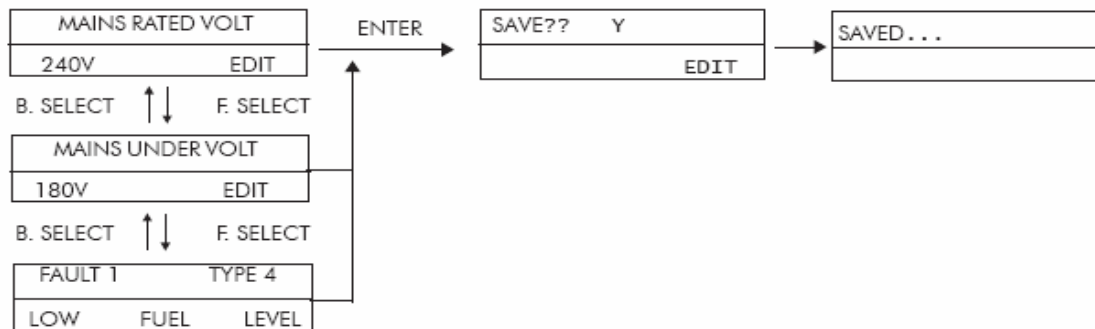 MAINS RATED VOLT
240V EDIT
ENTER
SAVE?? Y
EDIT
SAVED...
B. SELECT F. SELECT
MAINS UNDER VOLT
180V EDIT
B. SELECT F. SELECT
FAULT 1 TYPE 4
LOW FUEL LEVEL